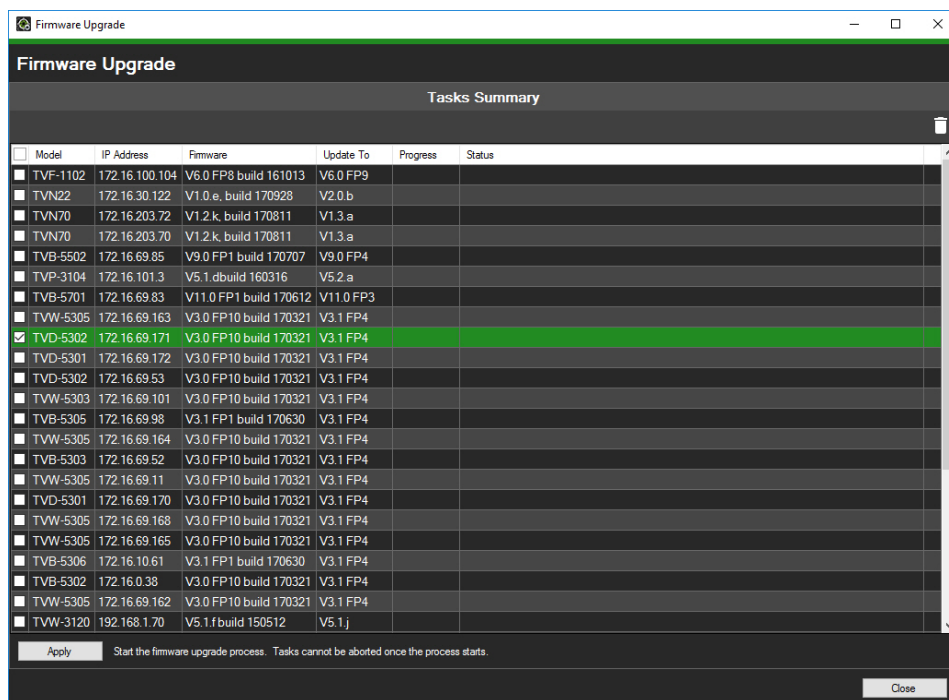 Firmware Upgrade
Firmware Upgrade
Tasks Summary
Model IP Address Firmware Update To Progress Status
TVF-1102 172.16.100.104 V6.0 FP8 build 161013 V6.0 FP9
TVN22 172.16.30.122 V1.0.e, build 170928 V2.0.b
TVN70 172.16.203.72 V1.2.k, build 170811 V1.3.a
TVN70 172.16.203.70 V1.2.k, build 170811 V1.3.a
TVB-5502 172.16.69.85 V9.0 FP1 build 170707 V9.0 FP4
TVP-3104 172.16.101.3 V5.1.dbuild 160316 V5.2.a
TVB-5701 172.16.69.83 V11.0 FP1 build 170612 V11.0 FP3
TVW-5305 172.16.69.163 V3.0 FP10 build 170321 V3.1 FP4
TVD-5302 172.16.69.171 V3.0 FP10 build 170321 V3.1 FP4
TVD-5301 172.16.69.172 V3.0 FP10 build 170321 V3.1 FP4
TVD-5302 172.16.69.53 V3.0 FP10 build 170321 V3.1 FP4
TVW-5303 172.16.69.101 V3.0 FP10 build 170321 V3.1 FP4
TVB-5305 172.16.69.98 V3.1 FP1 build 170630 V3.1 FP4
TVW-5305 172.16.69.164 V3.0 FP10 build 170321 V3.1 FP4
TVB-5303 172.16.69.52 V3.0 FP10 build 170321 V3.1 FP4
TVW-5305 172.16.69.11 V3.0 FP10 build 170321 V3.1 FP4
TVD-5301 172.16.69.170 V3.0 FP10 build 170321 V3.1 FP4
TVW-5305 172.16.69.168 V3.0 FP10 build 170321 V3.1 FP4
TVW-5305 172.16.69.165 V3.0 FP10 build 170321 V3.1 FP4
TVB-5306 172.16.10.61 V3.1 FP1 build 170630 V3.1 FP4
TVB-5302 172.16.0.38 V3.0 FP10 build 170321 V3.1 FP4
TVW-5305 172.16.69.162 V3.0 FP10 build 170321 V3.1 FP4
TVW-3120 192.168.1.70 V5.1.f build 150512 V5.1.j
Apply Start the firmware upgrade process. Tasks cannot be aborted once the process starts.
Close